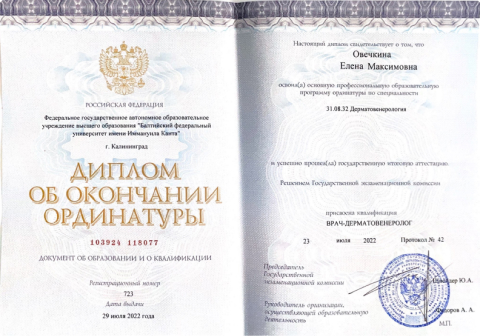 РОССИЙСКАЯ ФЕДЕРАЦИЯ
Федеральное государственное автономное образовательное
учреждение высшего образования "Балтийский федеральный
университет имени Иммануила Канта"
г. Калининград
ДИПЛОМ
ОБ ОКОНЧАНИИ
ОРДИНАТУРЫ
103924 118077
ДОКУМЕНТ ОБ ОБРАЗОВАНИИ И О КВАЛИФИКАЦИИ
Регистрационный номер
723
Дата выдачи
29 июля 2022 года
Настоящий диплом свидетельствует о том, что
Овечкина
Елена Максимовна
освоил(а) основную профессиональную образовательную
программу ординатуры по специальности
31.08.32 Дерматовенерология
и успешно прошел(ла) государственную итоговую аттестацию.
Решением Государственной экзаменационной комиссии
присвоена квалификация
ВРАЧ-ДЕРМАТОВЕНЕРОЛОГ
23 июля 2022 Протокол № 42
Председатель
Государственной
экзаменационной комиссии
Ю.А.
Руководитель организации,
осуществляющей образовательную
деятельность
Федоров А. А.
М.П.